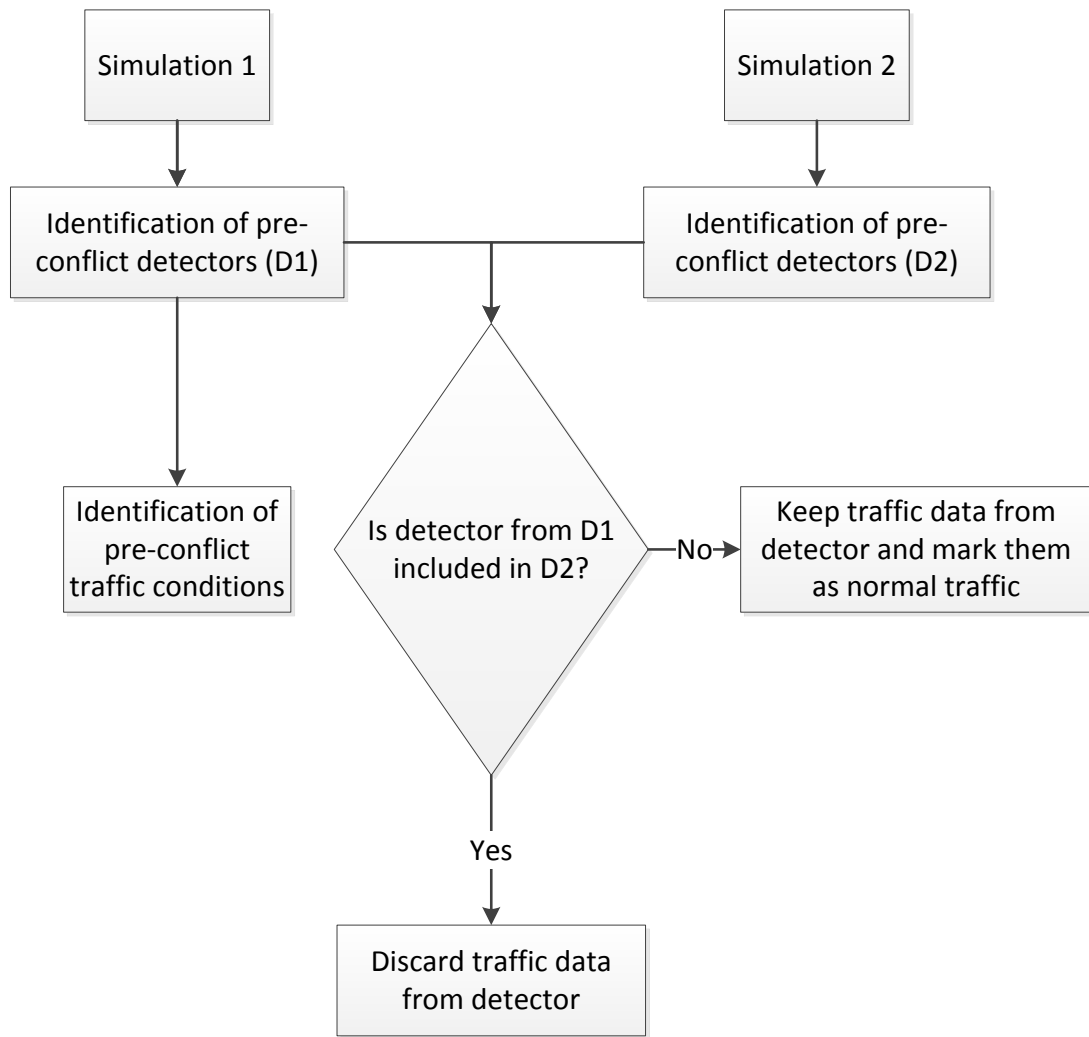 Simulation 1
Simulation 2
Identification of pre-
conflict detectors (D1)
Identification of pre-
conflict detectors (D2)
Identification of
pre-conflict
traffic conditions
Is detector from D1
included in D2?
No
Keep traffic data from
detector and mark them
as normal traffic
Yes
Discard traffic data
from detector